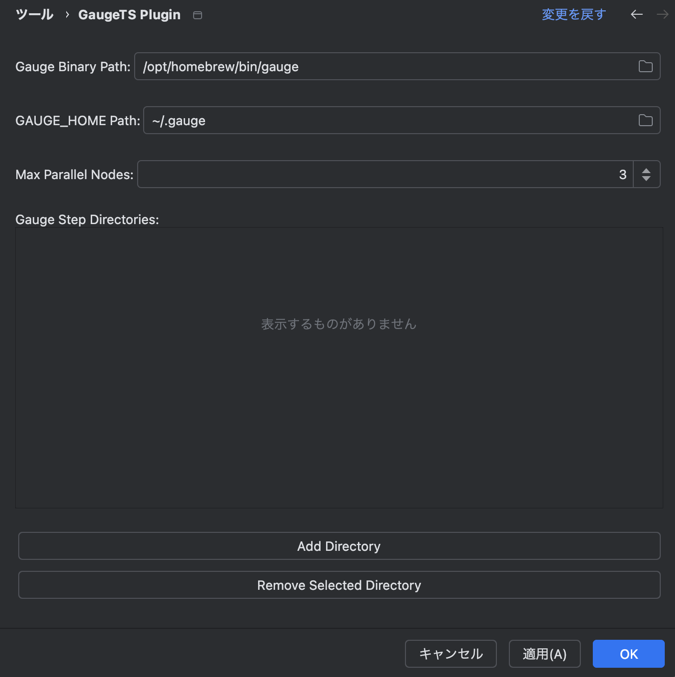 ツール › GaugeTS Plugin 変更を戻す
Gauge Binary Path: /opt/homebrew/bin/gauge
GAUGE_HOME Path: ~/.gauge
Max Parallel Nodes: 3
Gauge Step Directories:
表示するものがありません
Add Directory
Remove Selected Directory
キャンセル 適用(A) OK